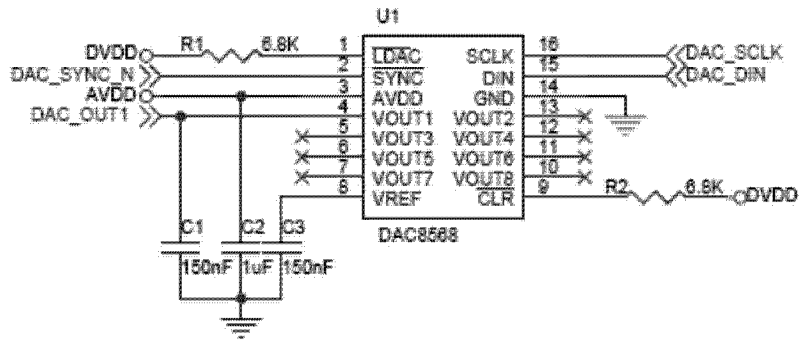 U1
DVDD R1 6.8K 1 LDAC SCLK 16 DAC_SCLK
DAC_SYNC_N 2 SYNC DIN 15 DAC_DIN
AVDD 3 AVDD GND 14
DAC_OUT1 4 VOUT1 VOUT2 13
5 VOUT3 VOUT4 12
6 VOUT5 VOUT6 11
7 VOUT7 VOUT8 10
8 VREF CLR 9 R2 6.8K DVDD
C1 C2 C3 DAC8568
150nF 1uF 150nF